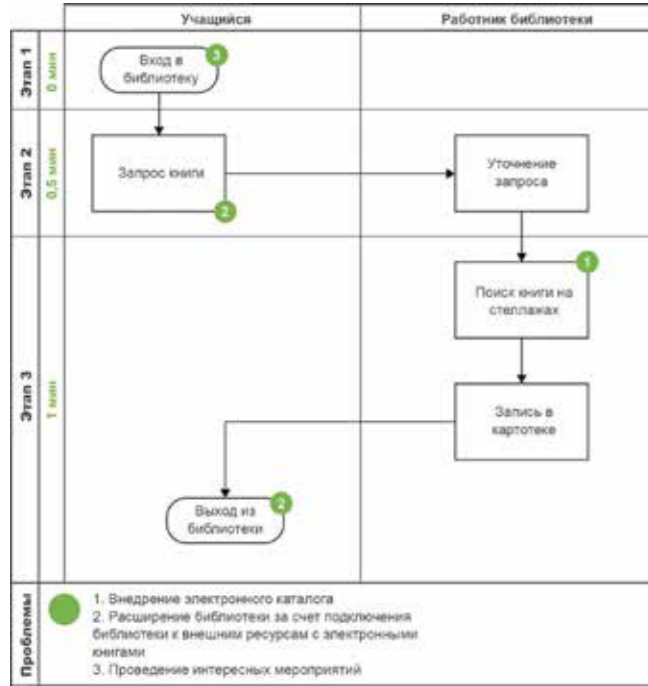 Учащийся
Работник библиотеки
Этап 1
0 мин
Вход в
библиотеку
3
Этап 2
0,5 мин
Запрос книги
2
Уточнение
запроса
Этап 3
1 мин
1
Поиск книги на
стеллажах
Запись в
картотеке
2
Выход из
библиотеки
Проблемы
1. Внедрение электронного каталога
2. Расширение библиотеки за счет подключения
библиотеки к внешним ресурсам с электронными
книгами
3. Проведение интересных мероприятий